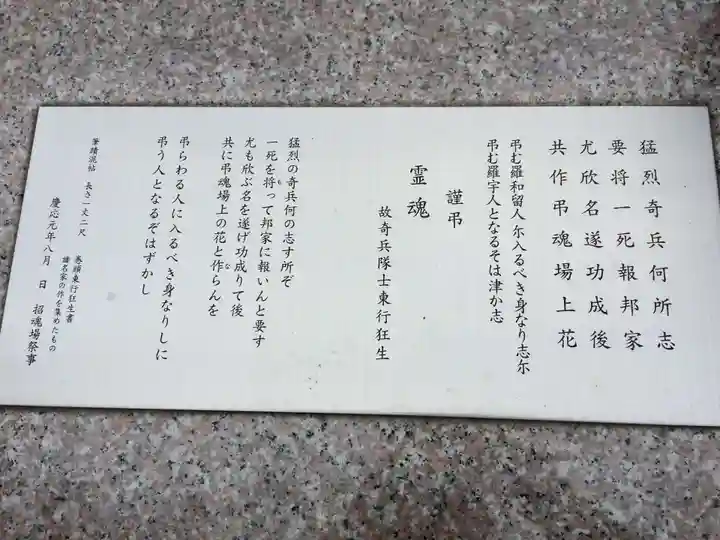 猛烈奇兵何所志
要将一死報邦家
尤欣名遂功成後
共作弔魂場上花
弔む羅和留人尓入るべき身なり志尓
弔む羅宇人となるそは津か志
謹弔
霊魂
故奇兵隊士東行狂生
猛烈の奇兵何の志す所ぞ
一死を将って邦家に報いんと要す
も
尤も欣ぶ名を遂げ功成りて後
共に弔魂場上の花と作らんを
な
弔らわる人に入るべき身なりしに
弔う人となるぞはずかし
筆蹟混帖 長さ一丈二尺
巻頭東行狂生書
諸名家の作を集めたもの
慶応元年八月 日 招魂場祭事